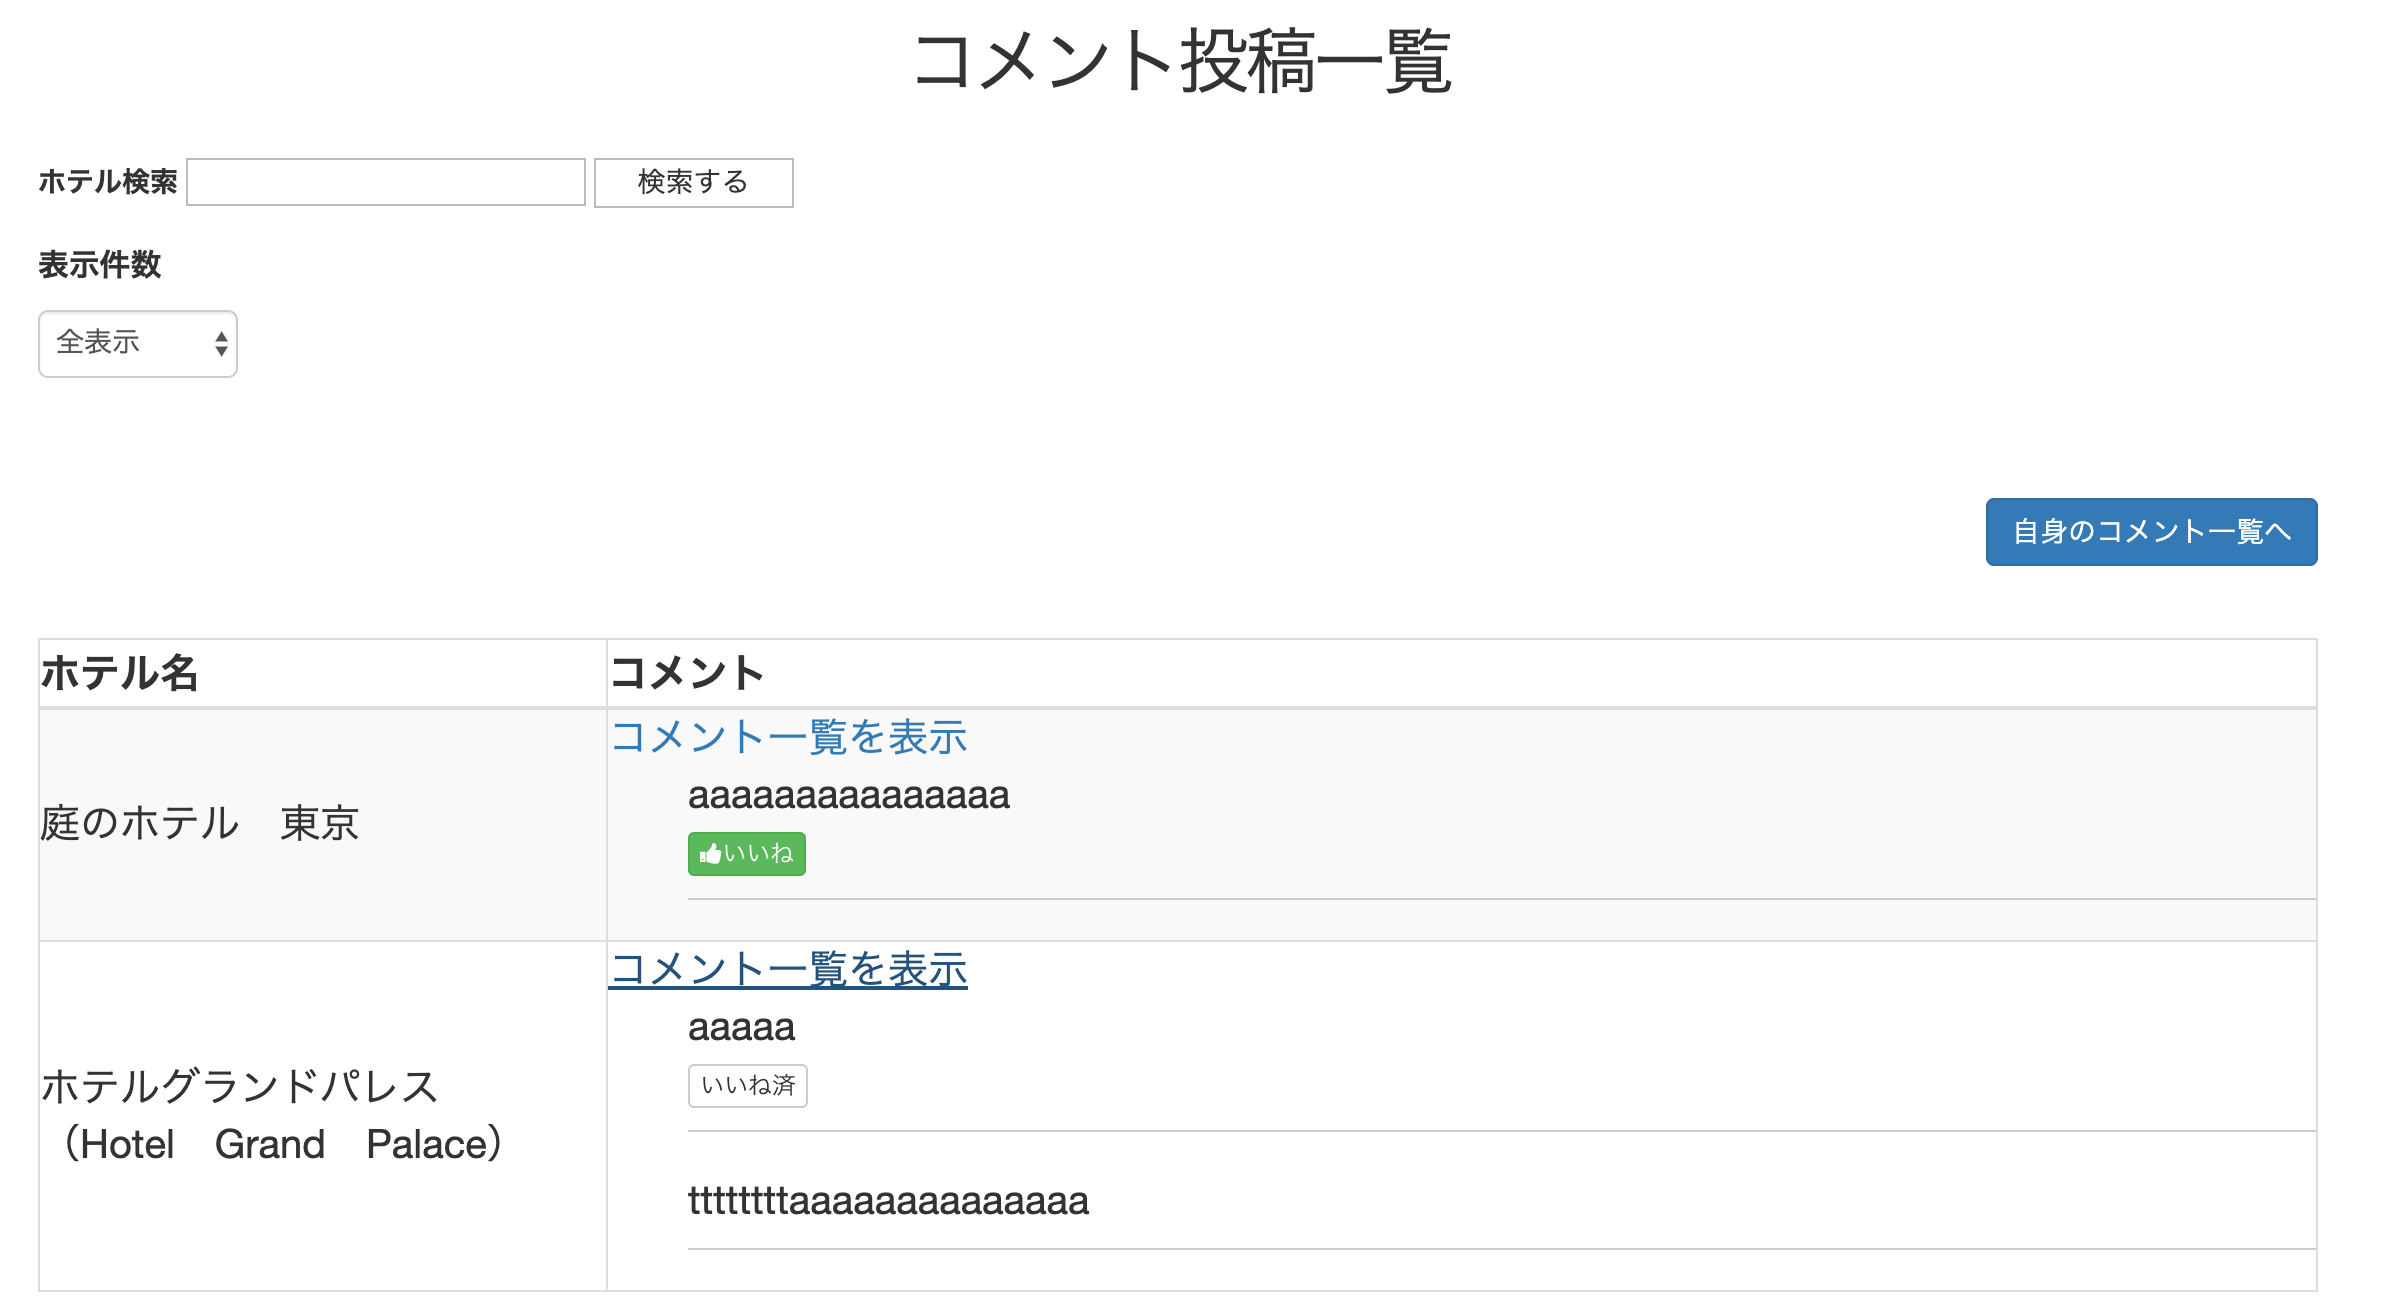 コメント投稿一覧
ホテル検索 検索する
表示件数
全表示
自身のコメント一覧へ
ホテル名 コメント
コメント一覧を表示
aaaaaaaaaaaaaaa
庭のホテル　東京
いいね
コメント一覧を表示
aaaaa
いいね済
ホテルグランドパレス
（Hotel　Grand　Palace）
ttttttttaaaaaaaaaaaaaa